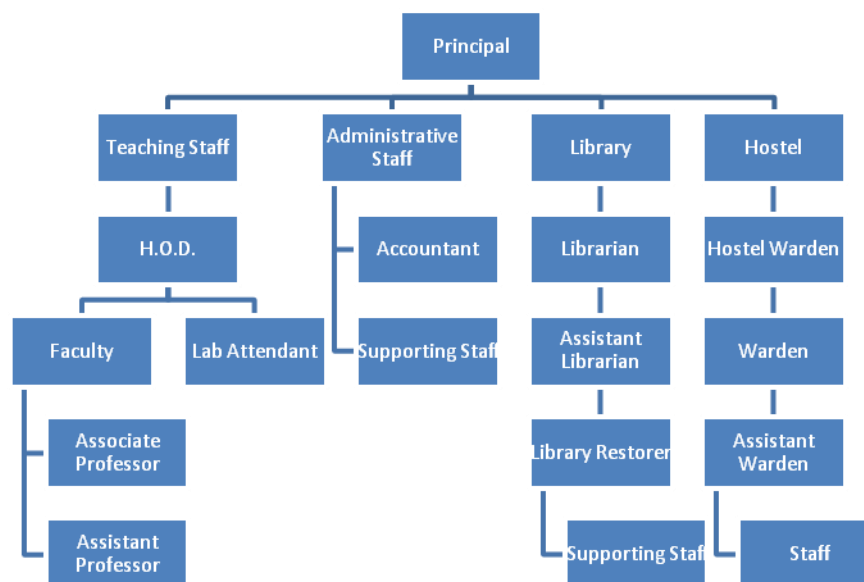 Principal
Teaching Staff
Administrative
Staff
Library
Hostel
H.O.D.
Accountant
Librarian
Hostel Warden
Faculty
Lab Attendant
Supporting Staff
Assistant
Librarian
Warden
Associate
Professor
Library Restorer
Assistant
Warden
Assistant
Professor
Supporting Staff
Staff